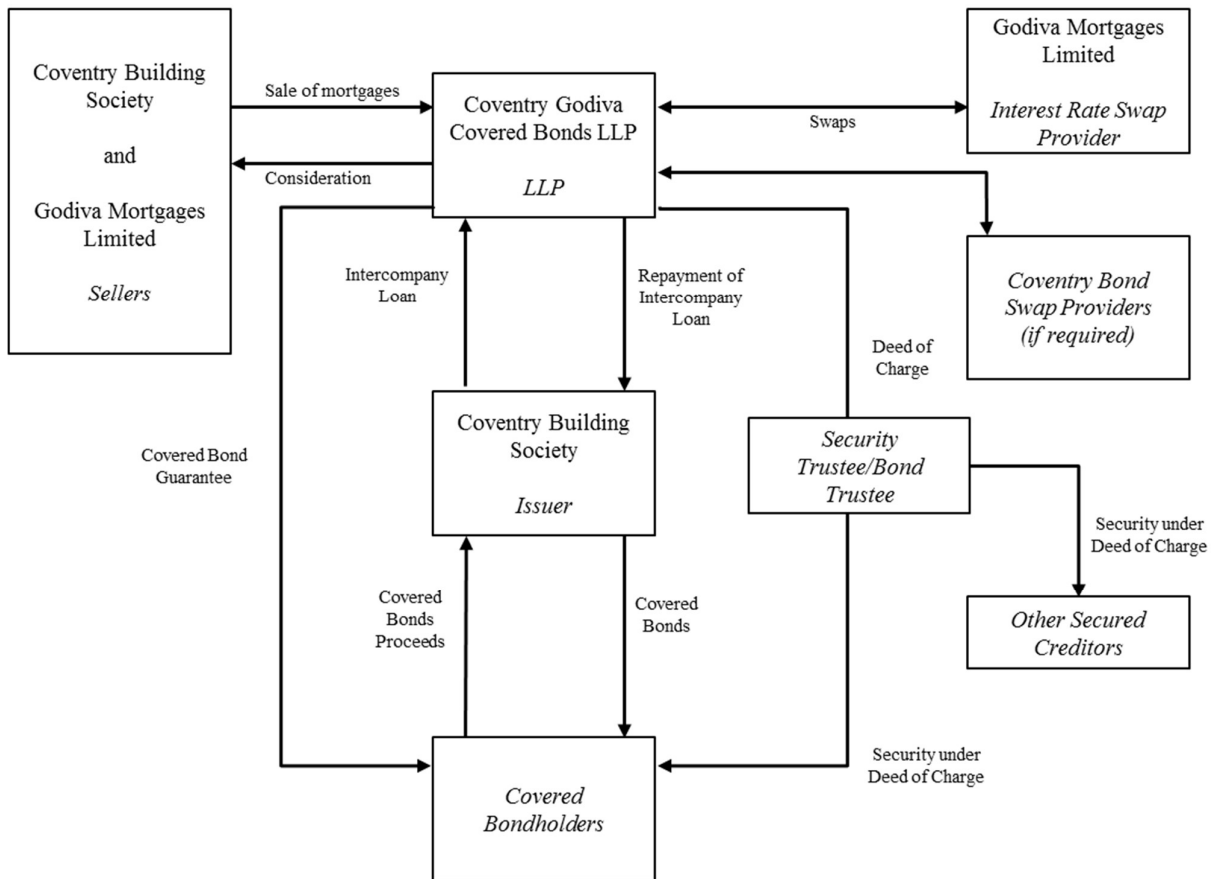 Coventry Building
Society
and
Godiva Mortgages
Limited
Sellers
Sale of mortgages
Consideration
Coventry Godiva
Covered Bonds LLP
LLP
Swaps
Godiva Mortgages
Limited
Interest Rate Swap
Provider
Coventry Bond
Swap Providers
(if required)
Intercompany
Loan
Repayment of
Intercompany
Loan
Deed of
Charge
Covered Bond
Guarantee
Coventry Building
Society
Issuer
Security
Trustee/Bond
Trustee
Security under
Deed of Charge
Other Secured
Creditors
Covered
Bonds
Proceeds
Covered
Bonds
Security under
Deed of Charge
Covered
Bondholders